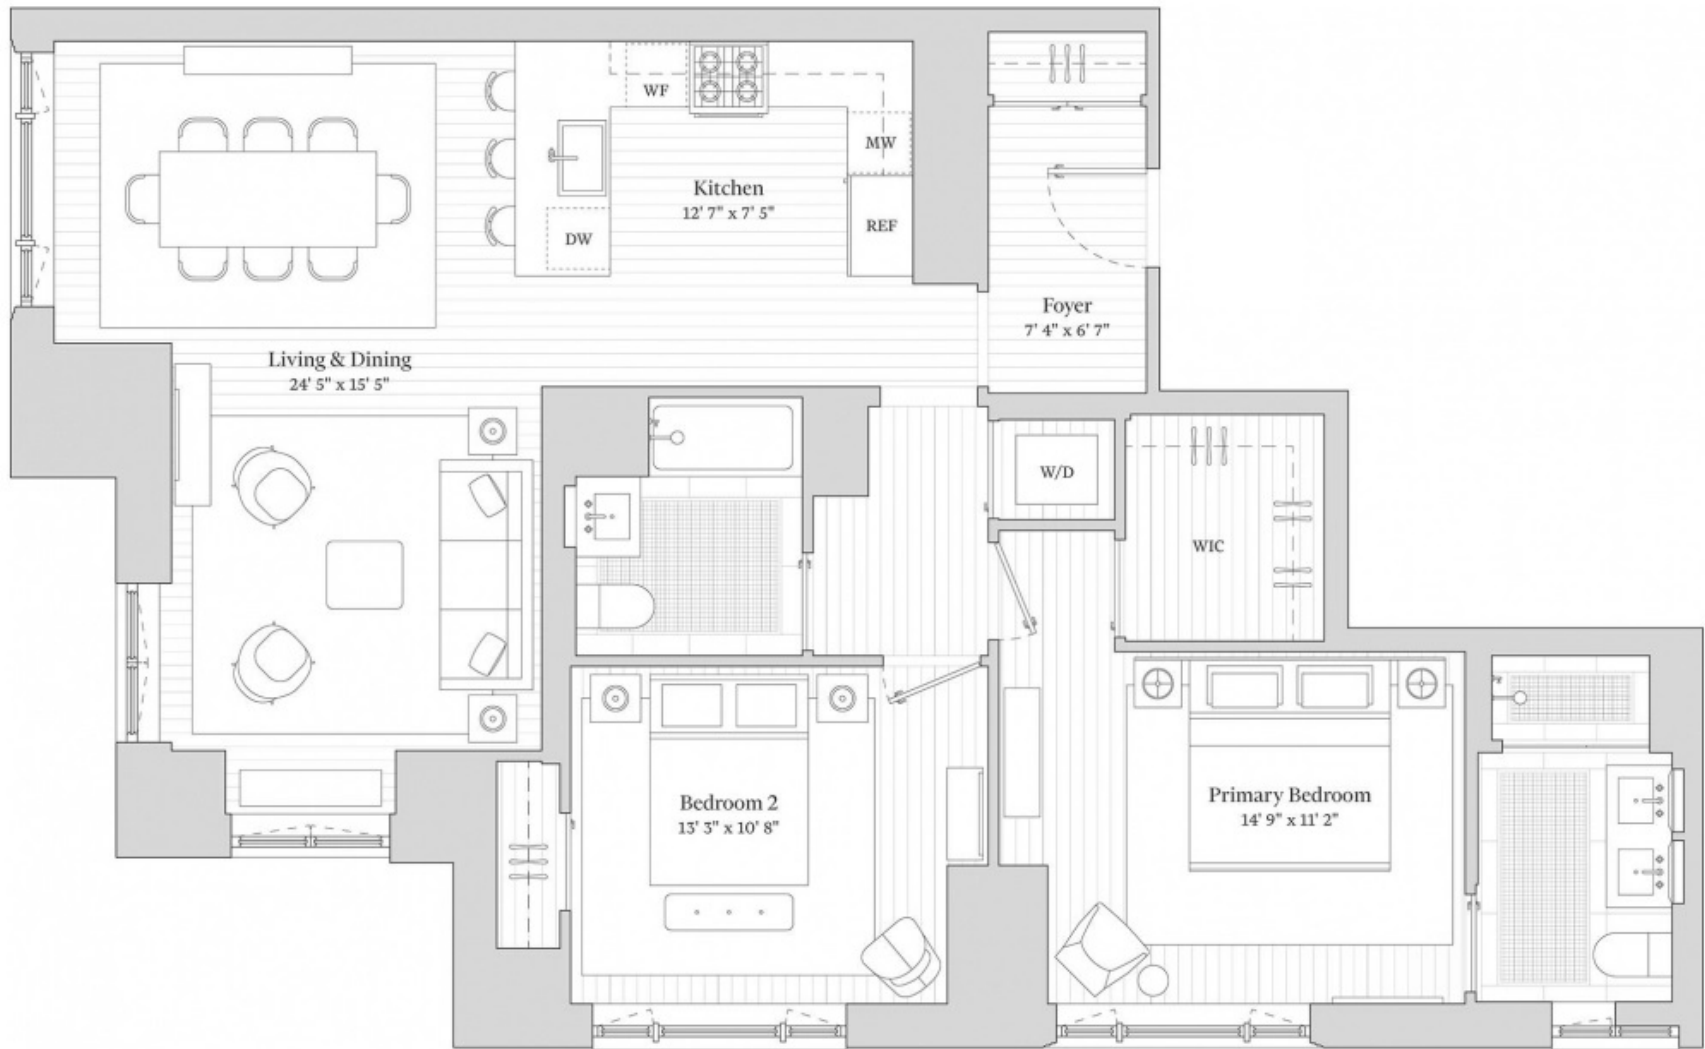 WF
MW
Kitchen
12' 7" x 7' 5"
REF
DW
Foyer
7' 4" x 6' 7"
Living & Dining
24' 5" x 15' 5"
W/D
WIC
Bedroom 2
13' 3" x 10' 8"
Primary Bedroom
14' 9" x 11' 2"